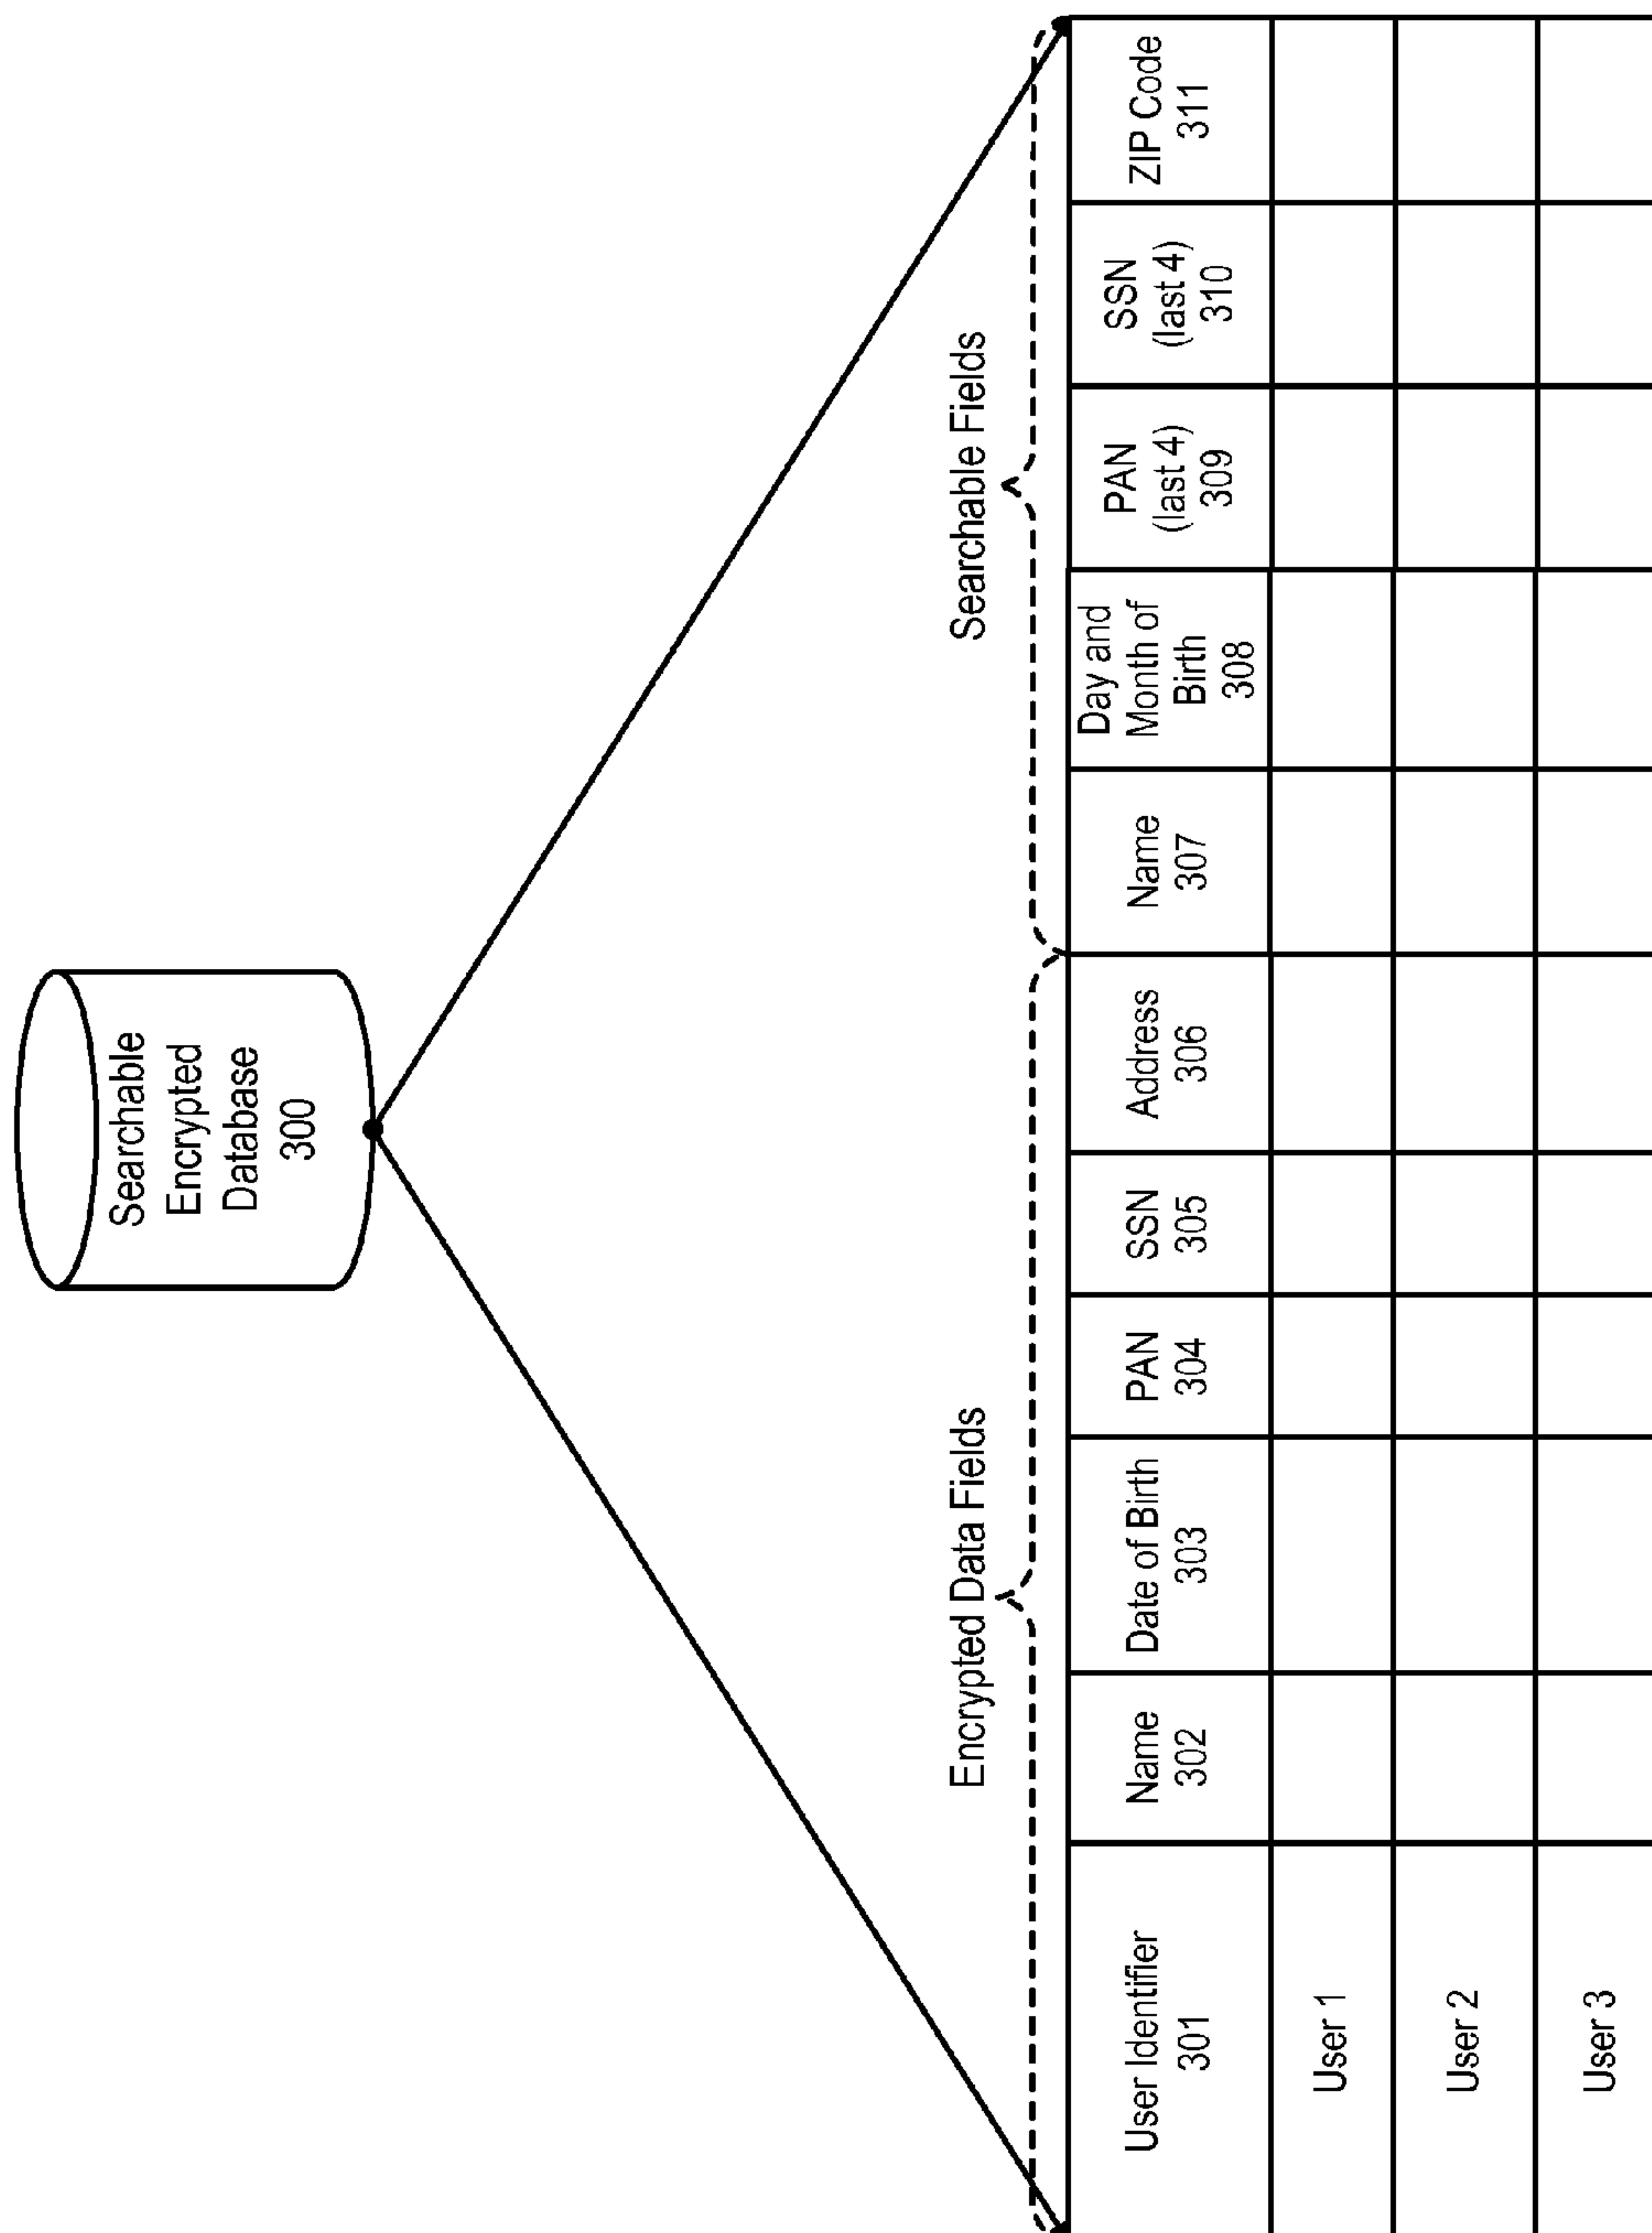 Searchable
Encrypted
Database
300
Encrypted Data Fields
Searchable Fields
User Identifier
301
Name
302
Date of Birth
303
PAN
304
SSN
305
Address
306
Name
307
Day and
Month of
Birth
308
PAN
(last 4)
309
SSN
(last 4)
310
ZIP Code
311
User 1
User 2
User 3